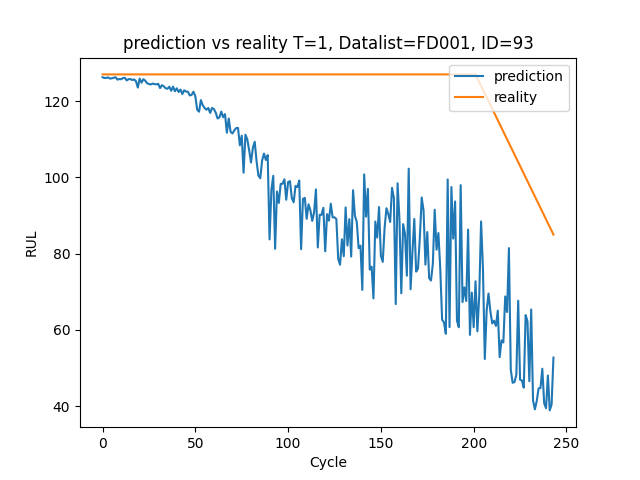 prediction vs reality T=1, Datalist=FD001, ID=93
prediction
reality
120
100
80
60
40
RUL
0 50 100 150 200 250
Cycle